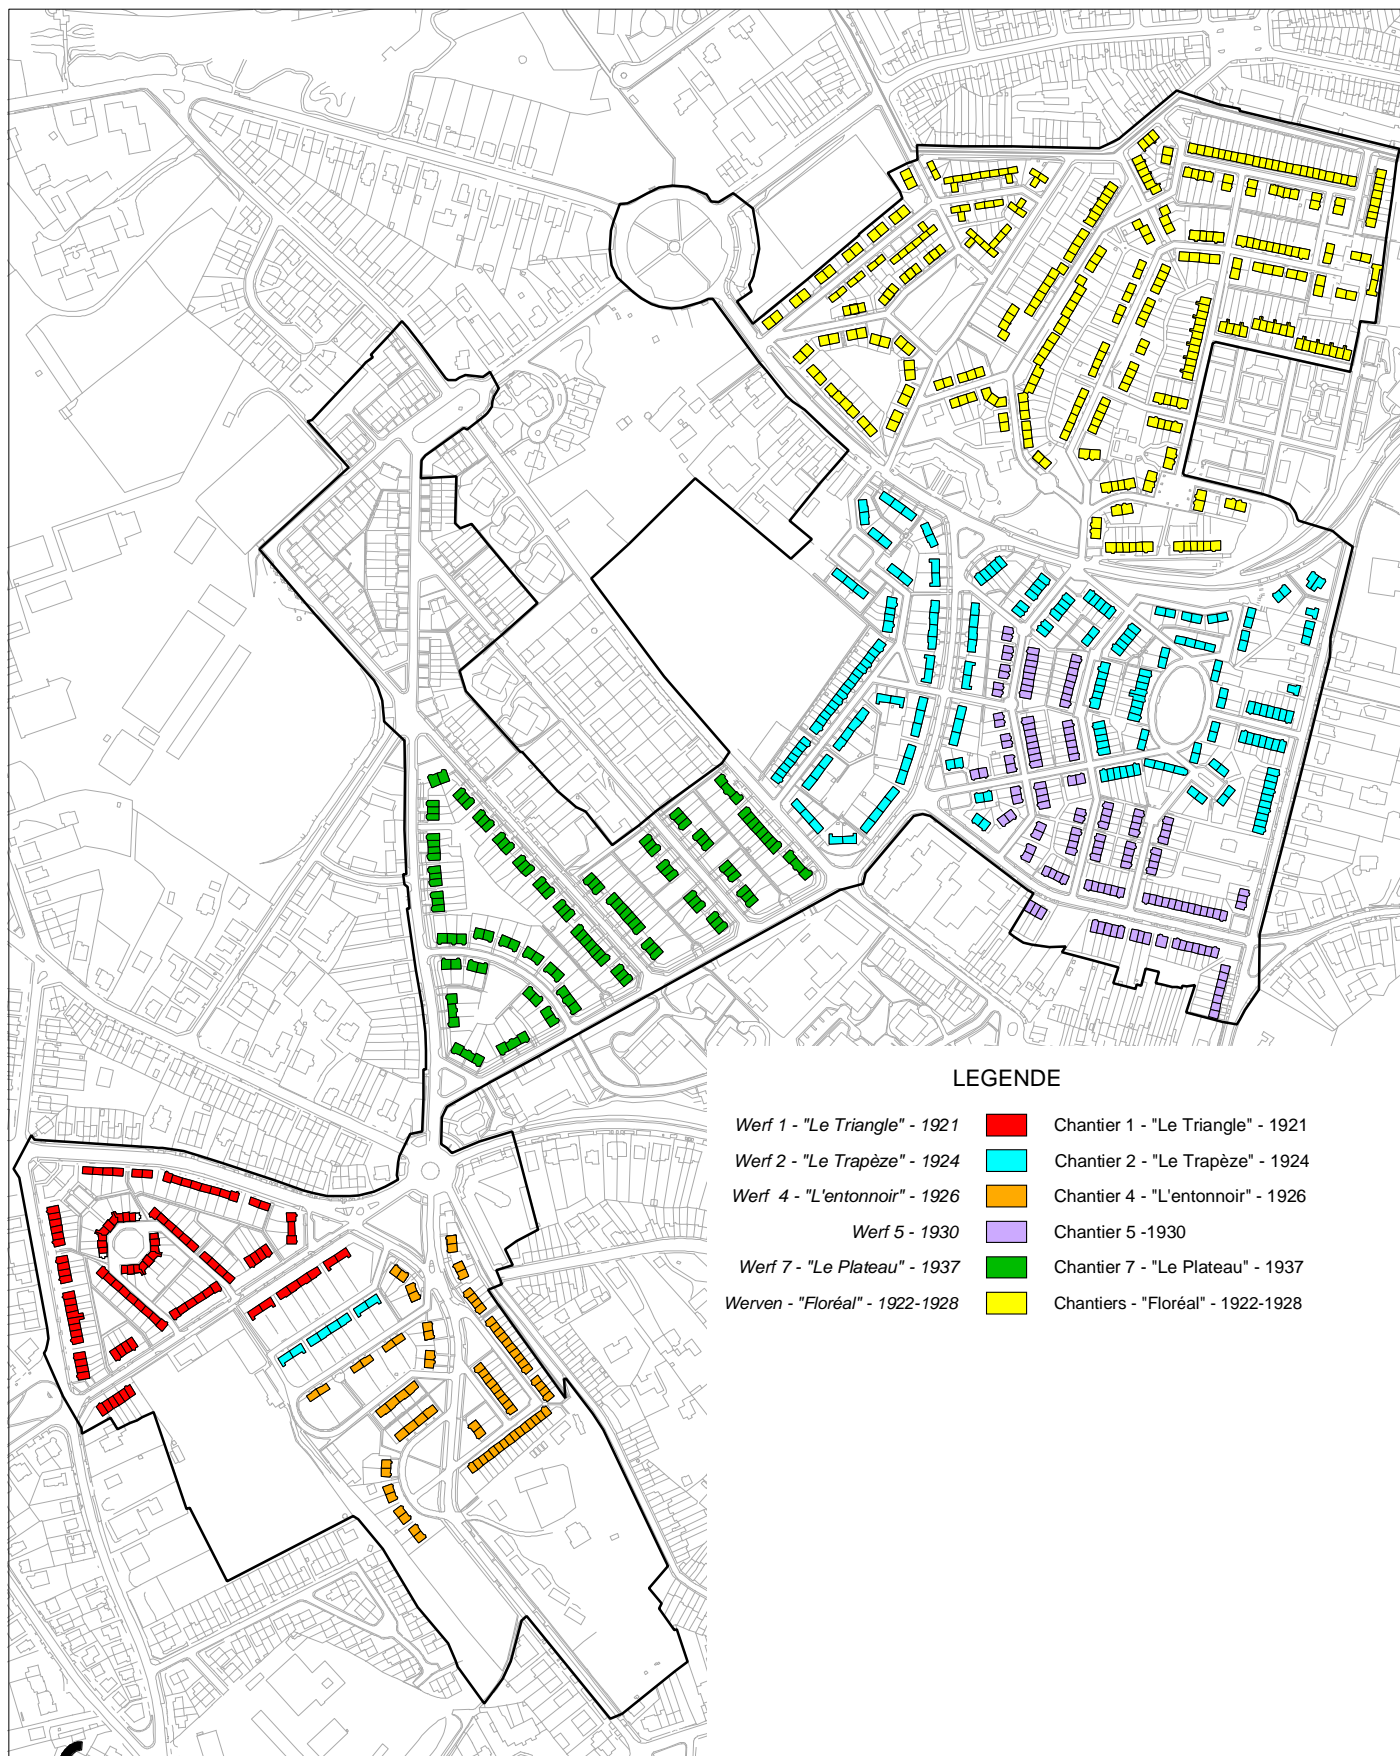 LEGENDE
Werf 1 - "Le Triangle" - 1921 Chantier 1 - "Le Triangle" - 1921
Werf 2 - "Le Trapèze" - 1924 Chantier 2 - "Le Trapèze" - 1924
Werf 4 - "L'entonnoir" - 1926 Chantier 4 - "L'entonnoir" - 1926
Werf 5 - 1930 Chantier 5 -1930
Werf 7 - "Le Plateau" - 1937 Chantier 7 - "Le Plateau" - 1937
Werven - "Floréal" - 1922-1928 Chantiers - "Floréal" - 1922-1928